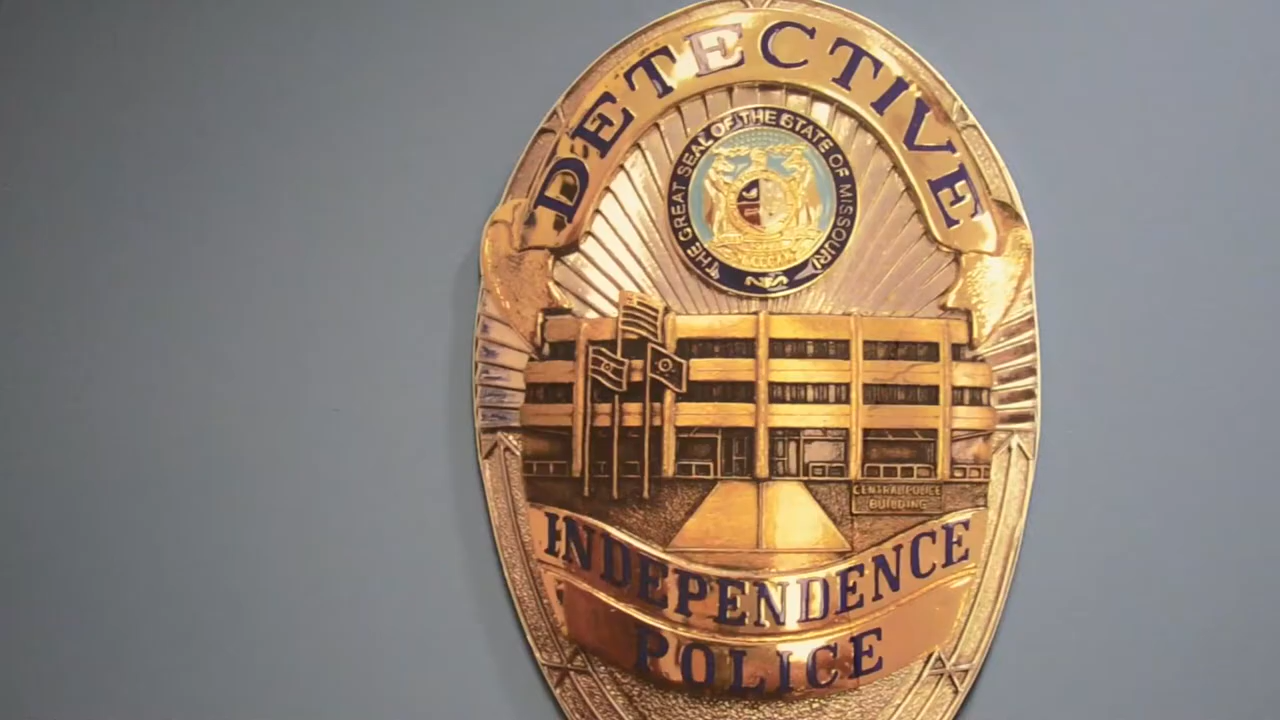 DETECTIVE
THE GREAT SEAL OF THE STATE OF MISSOURI
CENTRAL POLICE
BUILDING
INDEPENDENCE
POLICE